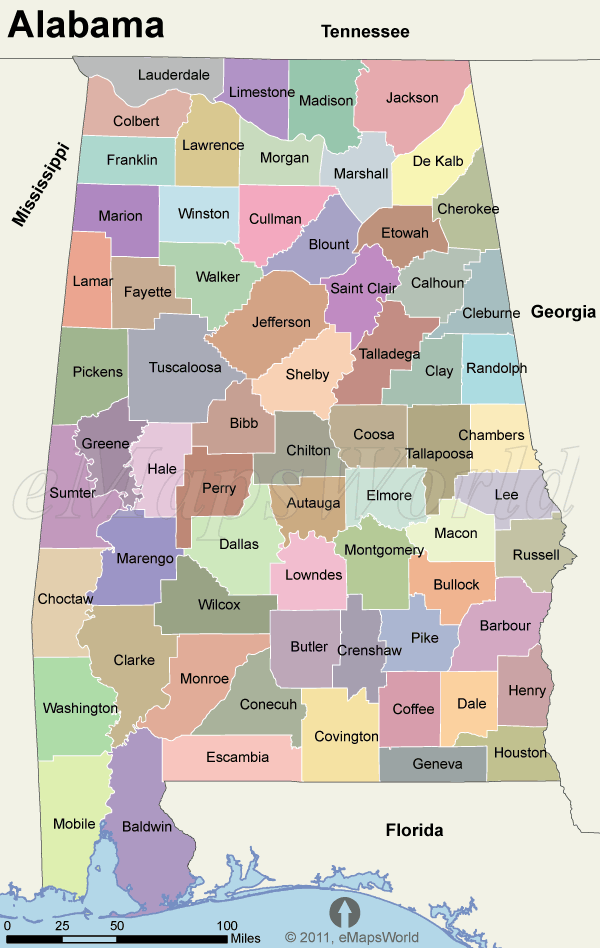 Alabama
Tennessee
Lauderdale
Limestone
Madison
Jackson
Colbert
Lawrence
Franklin
Morgan
Marshall
De Kalb
Mississippi
Marion
Winston
Cullman
Cherokee
Blount
Etowah
Lamar
Fayette
Walker
Saint Clair
Calhoun
Cleburne
Georgia
Jefferson
Talladega
Pickens
Tuscaloosa
Shelby
Clay
Randolph
Bibb
Coosa
Chambers
Greene
Hale
Chilton
Tallapoosa
eMapsWorld
Sumter
Perry
Autauga
Elmore
Lee
Marengo
Dallas
Montgomery
Macon
Russell
Choctaw
Lowndes
Bullock
Wilcox
Barbour
Clarke
Butler
Crenshaw
Pike
Monroe
Henry
Washington
Conecuh
Coffee
Dale
Covington
Escambia
Geneva
Houston
Mobile
Baldwin
Florida
0 25 50 100
Miles
© 2011, eMapsWorld